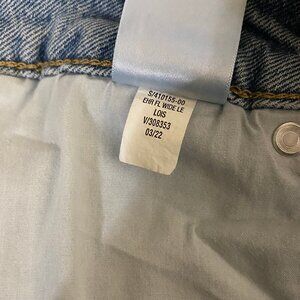 S/410155-00
EHR FL WIDE LE
LOIS
V/308353
03/22